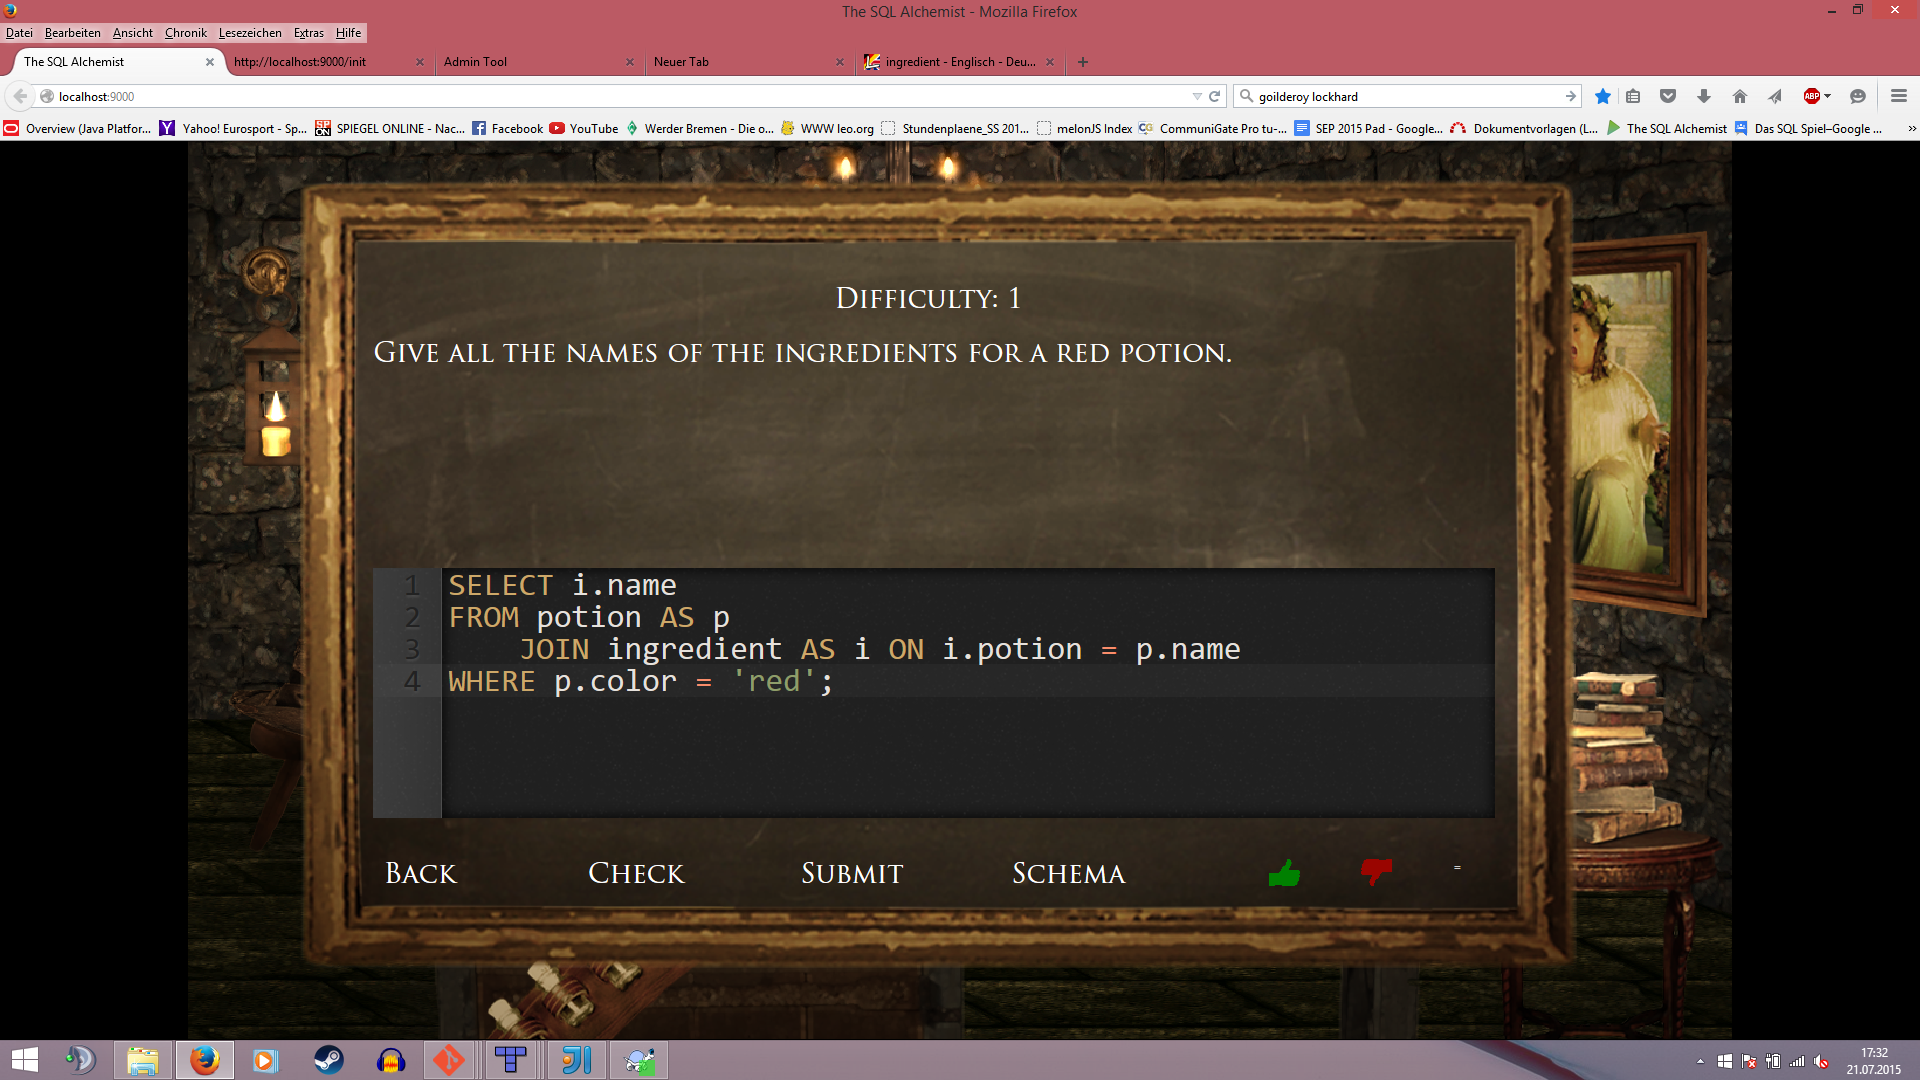 The SQL Alchemist - Mozilla Firefox
Datei Bearbeiten Ansicht Chronik Lesezeichen Extras Hilfe
The SQL Alchemist http://localhost:9000/init Admin Tool Neuer Tab ingredient - Englisch - Deu...
localhost:9000 goilderoy lockhard ABP
Overview (Java Platfor... Yahoo! Eurosport - Sp... SPIEGEL ONLINE - Nac... Facebook YouTube Werder Bremen - Die o... WWW leo.org Stundenplaene_SS 201... melonJS Index CommuniGate Pro tu-... SEP 2015 Pad - Google... Dokumentvorlagen (L... The SQL Alchemist Das SQL Spiel–Google ...
Difficulty: 1
Give all the names of the ingredients for a red potion.
1 SELECT i.name
2 FROM potion AS p
3 JOIN ingredient AS i ON i.potion = p.name
4 WHERE p.color = 'red';
Back Check Submit Schema =
17:32
21.07.2015